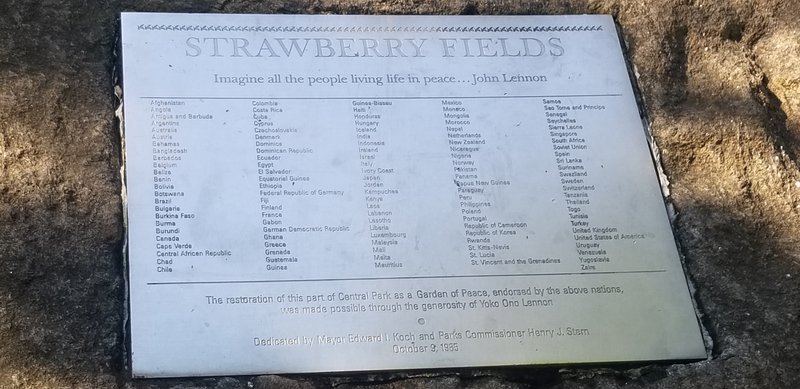 STRAWBERRY FIELDS
Imagine all the people living life in peace...John Lennon
Afghanistan
Angola
Antigua and Barbuda
Argentina
Australia
Austria
Bahamas
Bangladesh
Barbados
Belgium
Belize
Benin
Bolivia
Botswana
Brazil
Bulgaria
Burkina Faso
Burma
Burundi
Canada
Cape Verde
Central African Republic
Chad
Chile
Colombia
Costa Rica
Cuba
Cyprus
Czechoslovakia
Denmark
Dominica
Dominican Republic
Ecuador
Egypt
El Salvador
Equatorial Guinea
Ethiopia
Federal Republic of Germany
Fiji
Finland
France
Gabon
German Democratic Republic
Ghana
Greece
Grenada
Guatemala
Guinea
Guinea-Bissau
Haiti
Honduras
Hungary
Iceland
India
Indonesia
Ireland
Israel
Italy
Ivory Coast
Japan
Jordan
Kampuchea
Kenya
Laos
Lebanon
Lesotho
Liberia
Luxembourg
Malaysia
Mali
Malta
Mauritius
Mexico
Monaco
Mongolia
Morocco
Nepal
Netherlands
New Zealand
Nicaragua
Nigeria
Norway
Pakistan
Panama
Papua New Guinea
Paraguay
Peru
Philippines
Poland
Portugal
Republic of Cameroon
Republic of Korea
Rwanda
St. Kitts-Nevis
St. Lucia
St. Vincent and the Grenadines
Samoa
Sao Tome and Principe
Senegal
Seychelles
Sierra Leone
Singapore
South Africa
Soviet Union
Spain
Sri Lanka
Suriname
Swaziland
Sweden
Switzerland
Tanzania
Thailand
Togo
Tunisia
Turkey
United Kingdom
United States of America
Uruguay
Venezuela
Yugoslavia
Zaire
The restoration of this part of Central Park as a Garden of Peace, endorsed by the above nations,
was made possible through the generosity of Yoko Ono Lennon
Dedicated by Mayor Edward I. Koch and Parks Commissioner Henry J. Stern
October 9, 1985